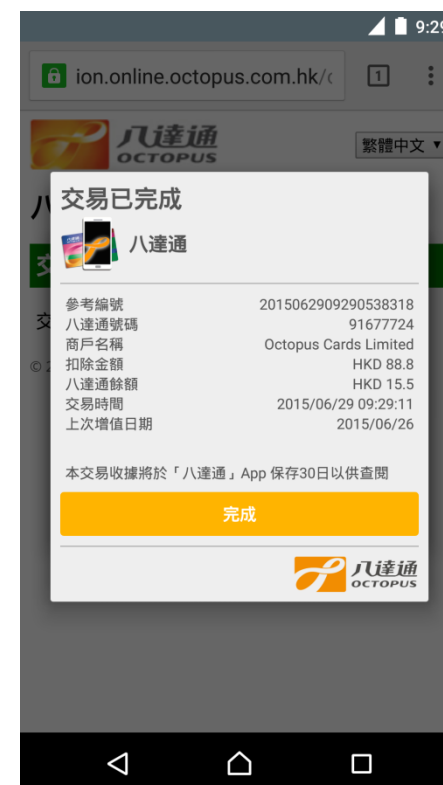 9:29
ion.online.octopus.com.hk/c
1
八達通
OCTOPUS
繁體中文
八
交易已完成
八達通
交
參考編號 2015062909290538318
八達通號碼 91677724
商戶名稱 Octopus Cards Limited
扣除金額 HKD 88.8
八達通餘額 HKD 15.5
交易時間 2015/06/29 09:29:11
上次增值日期 2015/06/26
交
© 2
本交易收據將於「八達通」App 保存30日以供查閱
完成
八達通
OCTOPUS